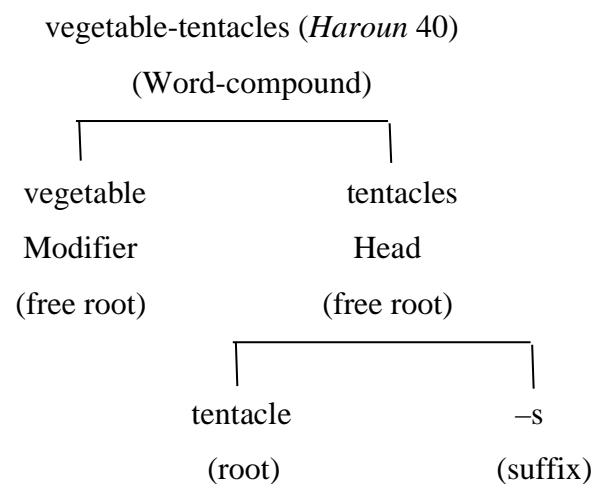 vegetable-tentacles (Haroun 40)
(Word-compound)
vegetable tentacles
Modifier Head
(free root) (free root)
tentacle –s
(root) (suffix)